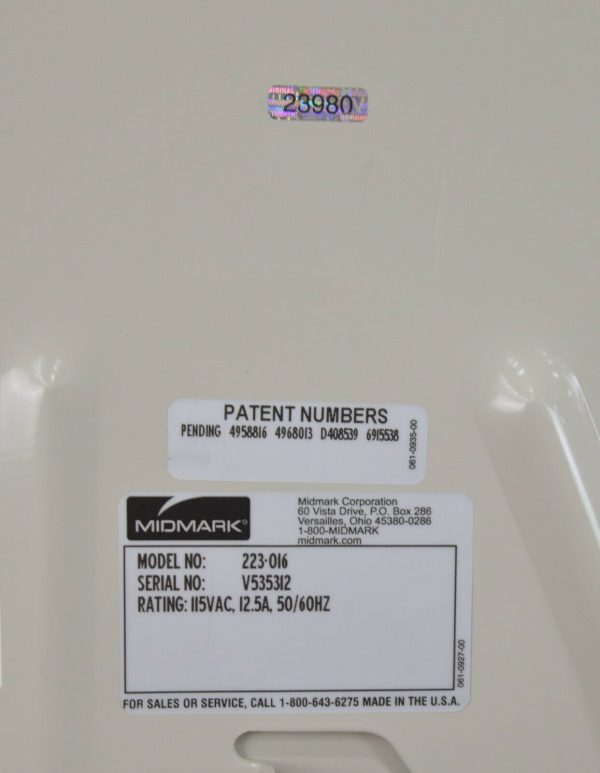 23980
PATENT NUMBERS
PENDING 4958816 4968013 D408539 6915538
061-0935-00
MIDMARK®
Midmark Corporation
60 Vista Drive, P.O. Box 286
Versailles, Ohio 45380-0286
1-800-MIDMARK
midmark.com
MODEL NO: 223-016
SERIAL NO: V535312
RATING: 115VAC, 12.5A, 50/60HZ
061-0927-00
FOR SALES OR SERVICE, CALL 1-800-643-6275 MADE IN THE U.S.A.